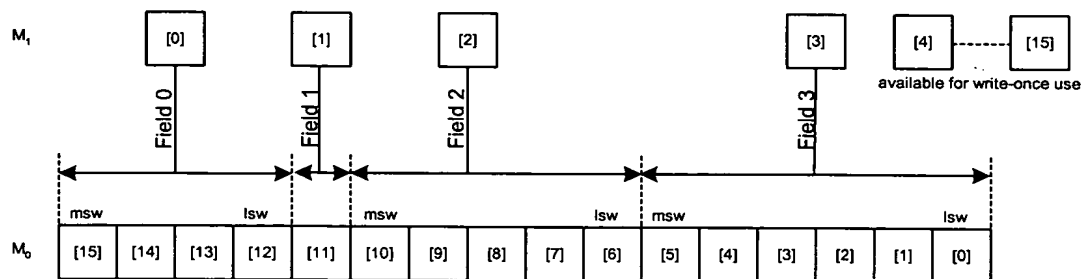 M₁ [0] [1] [2] [3] [4] [15]
available for write-once use
Field 0 Field 1 Field 2 Field 3
msw lsw msw lsw msw lsw
M₀ [15] [14] [13] [12] [11] [10] [9] [8] [7] [6] [5] [4] [3] [2] [1] [0]